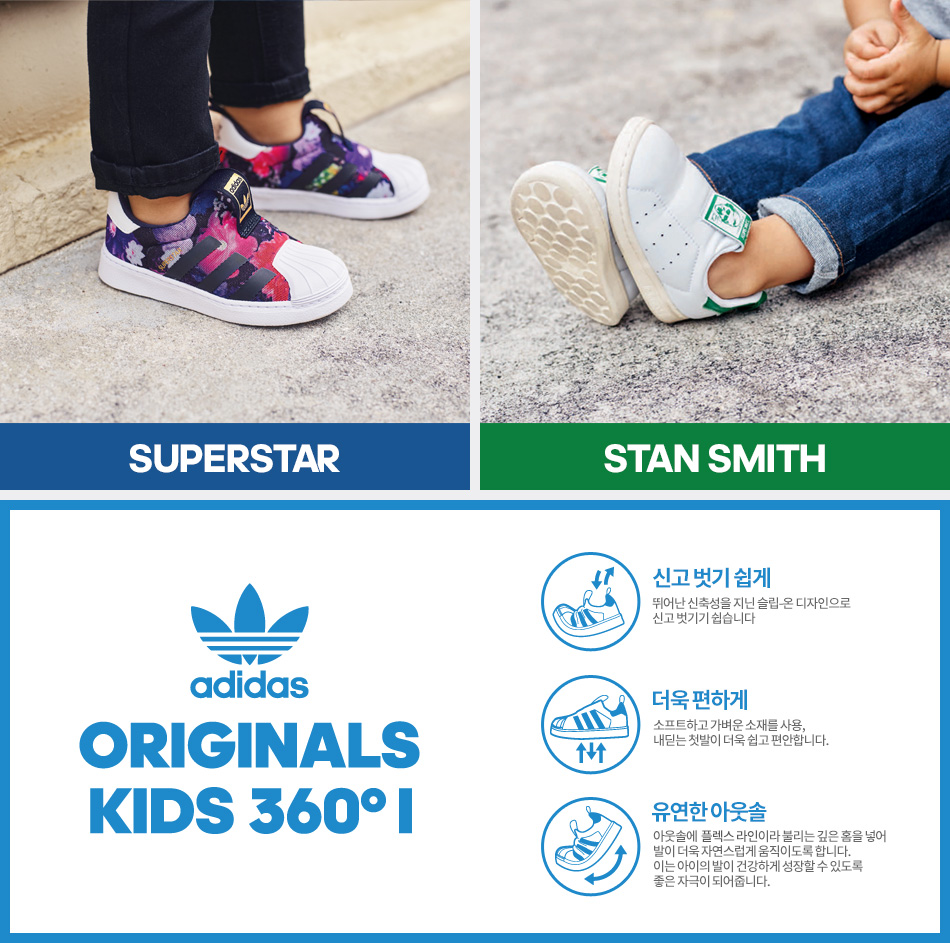 adidas
SUPERSTAR
STAN SMITH
adidas
ORIGINALS
KIDS 360° I
신고 벗기 쉽게
뛰어난 신축성을 지닌 슬립-온 디자인으로
신고 벗기기 쉽습니다
더욱 편하게
소프트하고 가벼운 소재를 사용,
내딛는 첫발이 더욱 쉽고 편안합니다.
유연한 아웃솔
아웃솔에 플렉스 라인이라 불리는 깊은 홈을 넣어
발이 더욱 자연스럽게 움직이도록 합니다.
이는 아이의 발이 건강하게 성장할 수 있도록
좋은 자극이 되어줍니다.